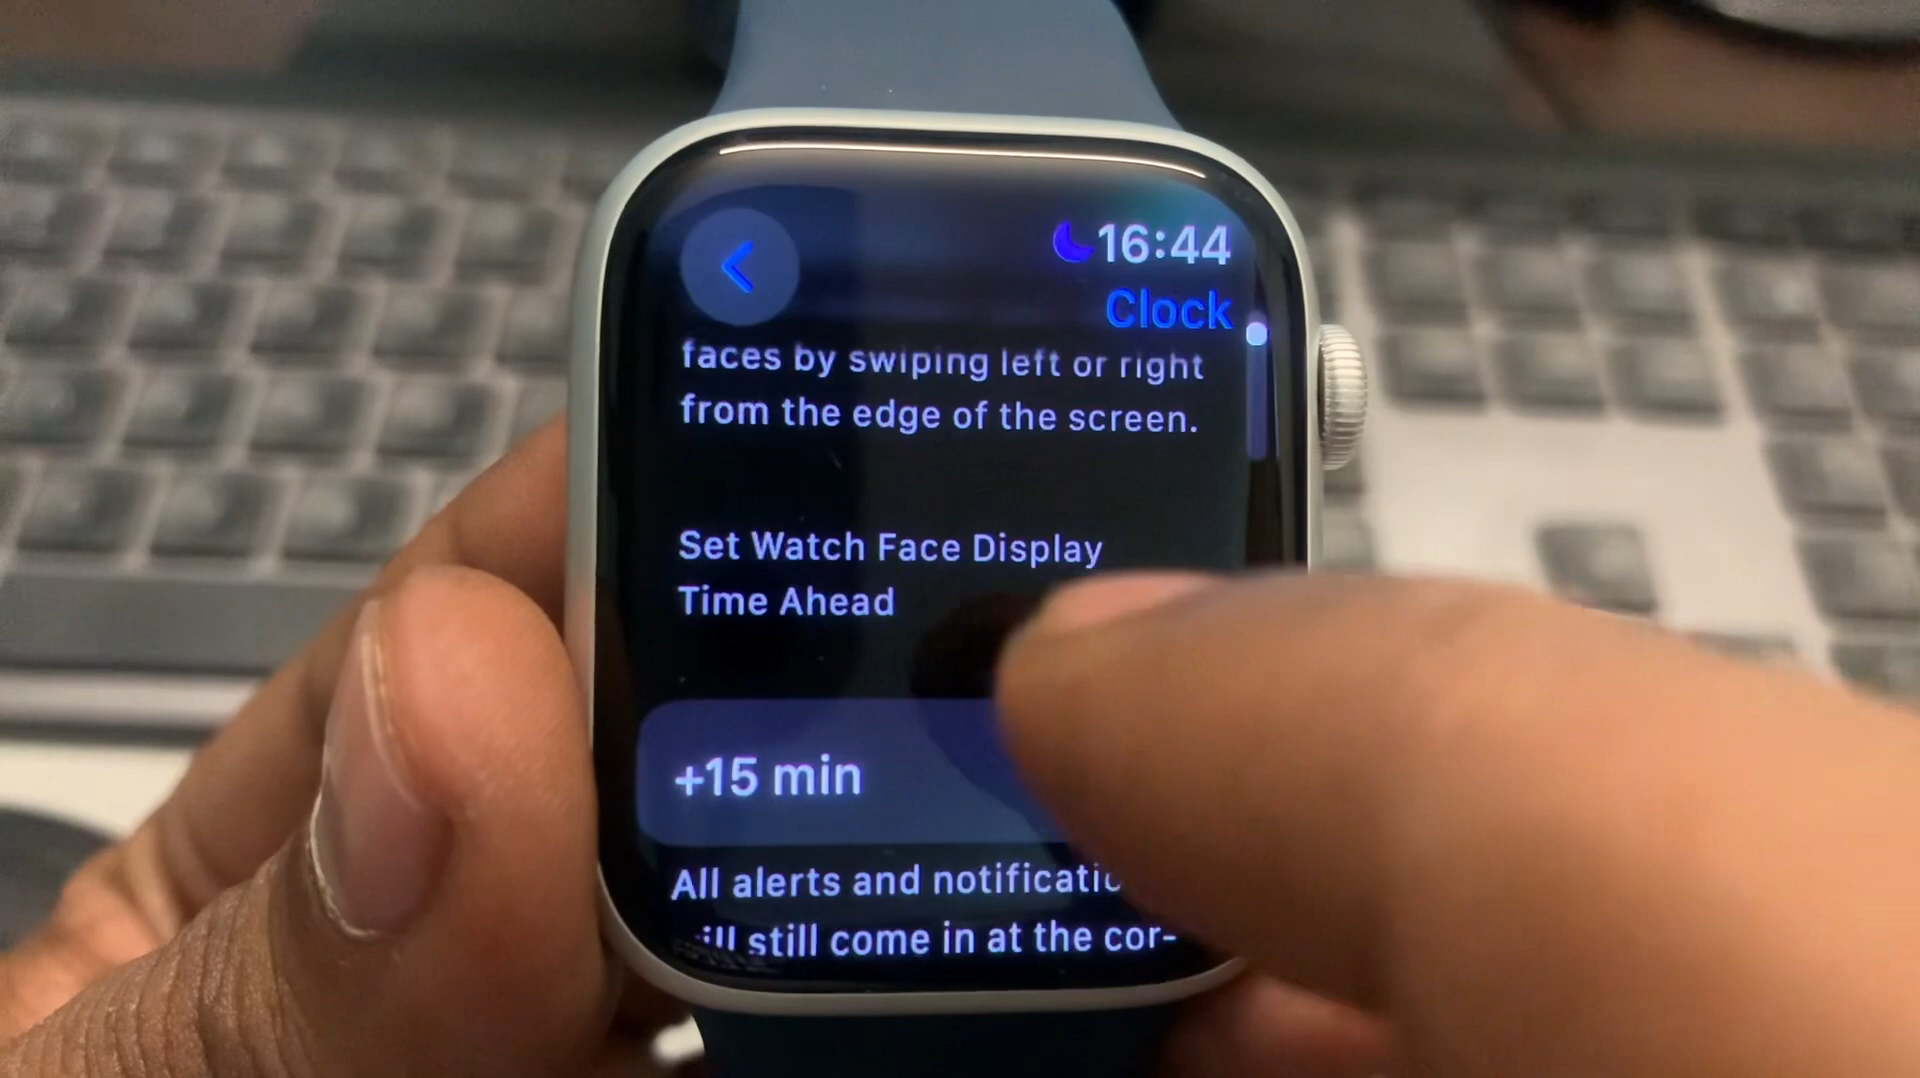 16:44
Clock
faces by swiping left or right
from the edge of the screen.
Set Watch Face Display
Time Ahead
+15 min
All alerts and
still come in at the cor-